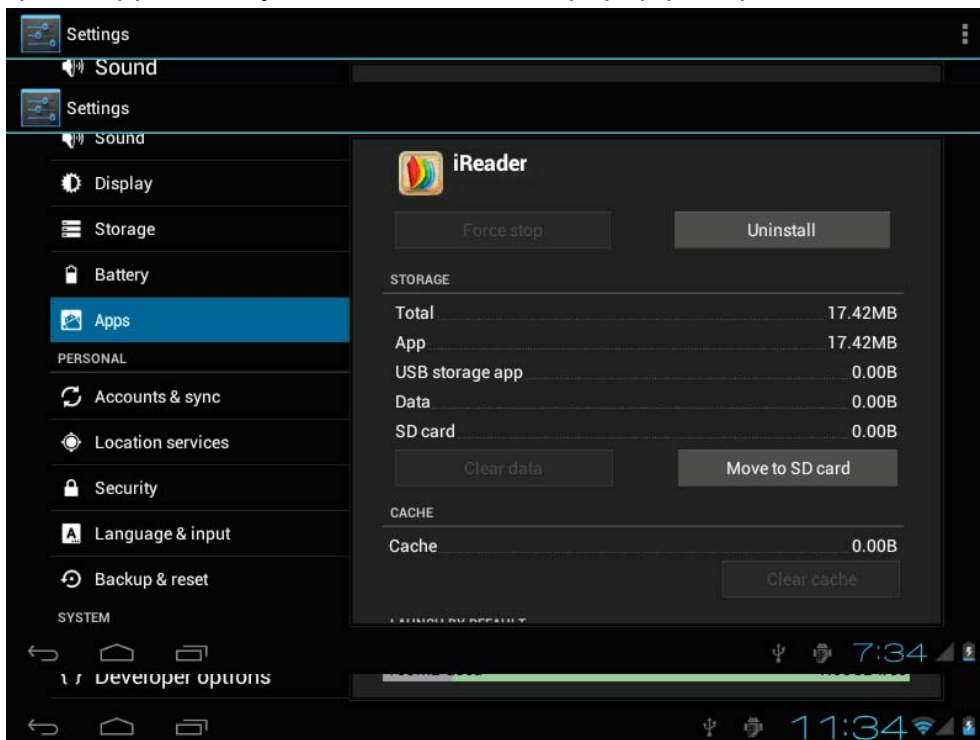 Settings
Sound
Settings
Sound
Display
Storage
Battery
Apps
PERSONAL
Accounts & sync
Location services
Security
Language & input
Backup & reset
SYSTEM
iReader
Force stop
Uninstall
STORAGE
Total 17.42MB
App 17.42MB
USB storage app 0.00B
Data 0.00B
SD card 0.00B
Clear data
Move to SD card
CACHE
Cache 0.00B
Clear cache
LAUNCH BY DEFAULT
7:34
Developer options
11:34